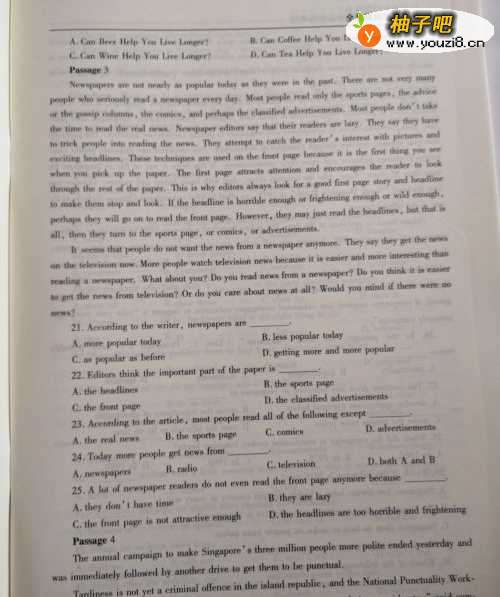 柚子吧
www.youzi8.cn
A. Can Beer Help You Live Longer?
B. Can Coffee Help You
C. Can Wine Help You Live Longer?
D. Can Tea Help You Live Longer?
Passage 3
Newspapers are not nearly as popular today as they were in the past. There are not very many
people who seriously read a newspaper every day. Most people read only the sports pages, the advice
or the gossip columns, the comics, and perhaps the classified advertisements. Most people don't take
the time to read the real news. Newspaper editors say that their readers are lazy. They say they have
to trick people into reading the news. They attempt to catch the reader's interest with pictures and
exciting headlines. These techniques are used on the front page because it is the first thing you see
when you pick up the paper. The first page attracts attention and encourages the reader to look
through the rest of the paper. This is why editors always look for a good first page story and headline
to make them stop and look. If the headline is horrible enough or frightening enough or wild enough,
perhaps they will go on to read the front page. However, they may just read the headlines, but that is
all, then they turn to the sports page, or comics, or advertisements.
It seems that people do not want the news from a newspaper anymore. They say they get the news
on the television now. More people watch television news because it is easier and more interesting than
reading a newspaper. What about you? Do you read news from a newspaper? Do you think it is easier
to get the news from television? Or do you care about news at all? Would you mind if there were no
news?
21. According to the writer, newspapers are ________.
A. more popular today
B. less popular today
C. as popular as before
D. getting more and more popular
22. Editors think the important part of the paper is ________.
A. the headlines
B. the sports page
C. the front page
D. the classified advertisements
23. According to the article, most people read all of the following except ________.
A. the real news
B. the sports page
C. comics
D. advertisements
24. Today more people get news from ________.
A. newspapers
B. radio
C. television
D. both A and B
25. A lot of newspaper readers do not even read the front page anymore because ________.
A. they don't have time
B. they are lazy
C. the front page is not attractive enough
D. the headlines are too horrible and frightening
Passage 4
The annual campaign to make Singapore's three million people more polite ended yesterday and
was immediately followed by another drive to get them to be punctual.
Tardiness is not yet a criminal offence in the island republic, and the National Punctuality Work-